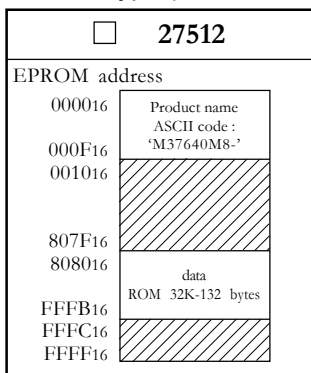 ☐ 27512
EPROM address
000016
Product name
ASCII code :
‘M37640M8-’
000F16
001016
807F16
808016
data
ROM 32K-132 bytes
FFFB16
FFFC16
FFFF16